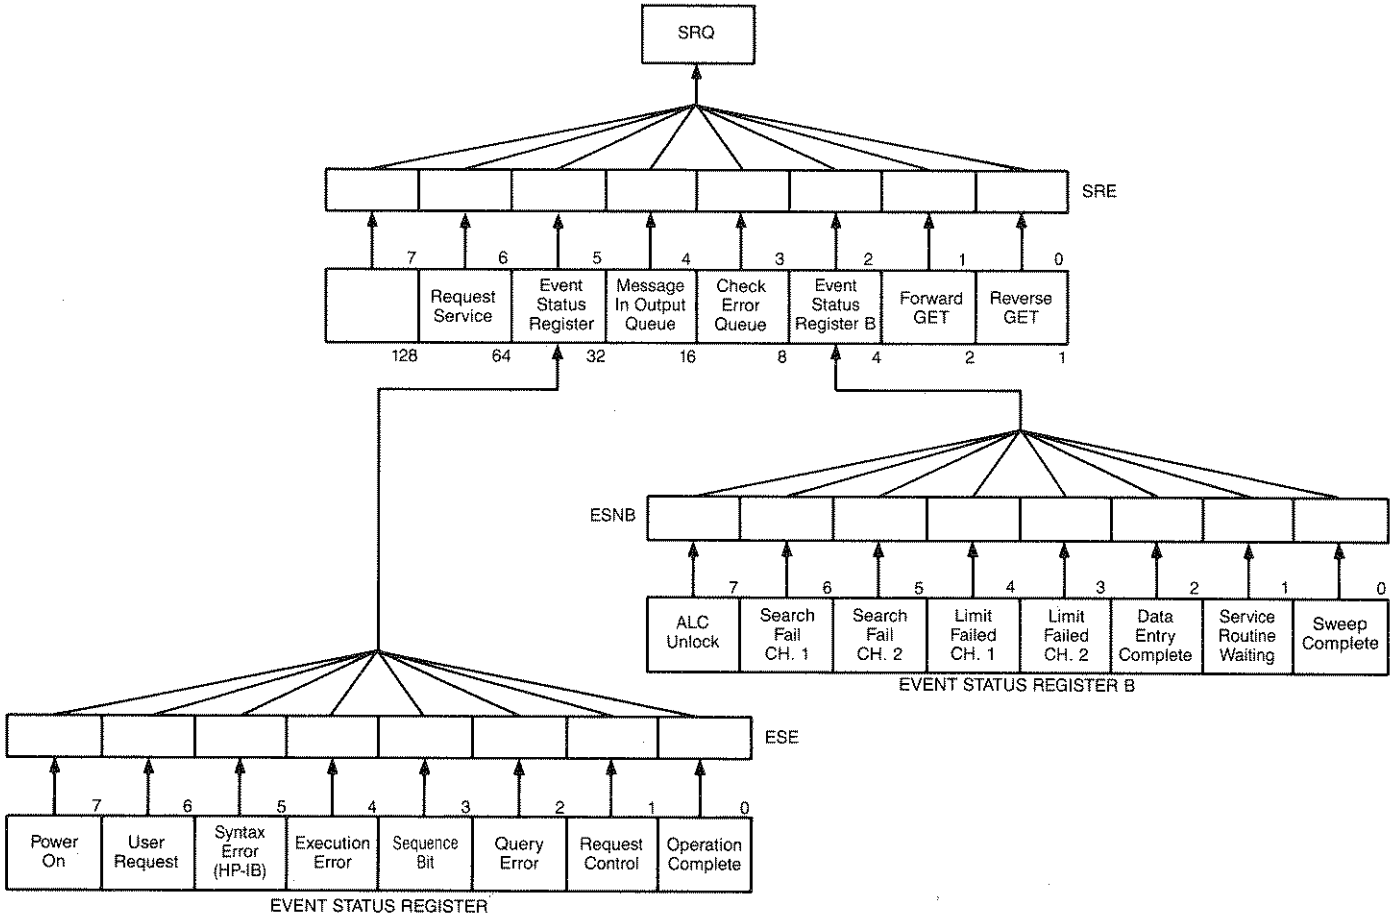 SRQ
SRE
7 6 5 4 3 2 1 0
Request
Service
Event
Status
Register
Message
In Output
Queue
Check
Error
Queue
Event
Status
Register B
Forward
GET
Reverse
GET
128 64 32 16 8 4 2 1
ESNB
7 6 5 4 3 2 1 0
ALC
Unlock
Search
Fail
CH. 1
Search
Fail
CH. 2
Limit
Failed
CH. 1
Limit
Failed
CH. 2
Data
Entry
Complete
Service
Routine
Waiting
Sweep
Complete
EVENT STATUS REGISTER B
ESE
7 6 5 4 3 2 1 0
Power
On
User
Request
Syntax
Error
(HP-IB)
Execution
Error
Sequence
Bit
Query
Error
Request
Control
Operation
Complete
EVENT STATUS REGISTER